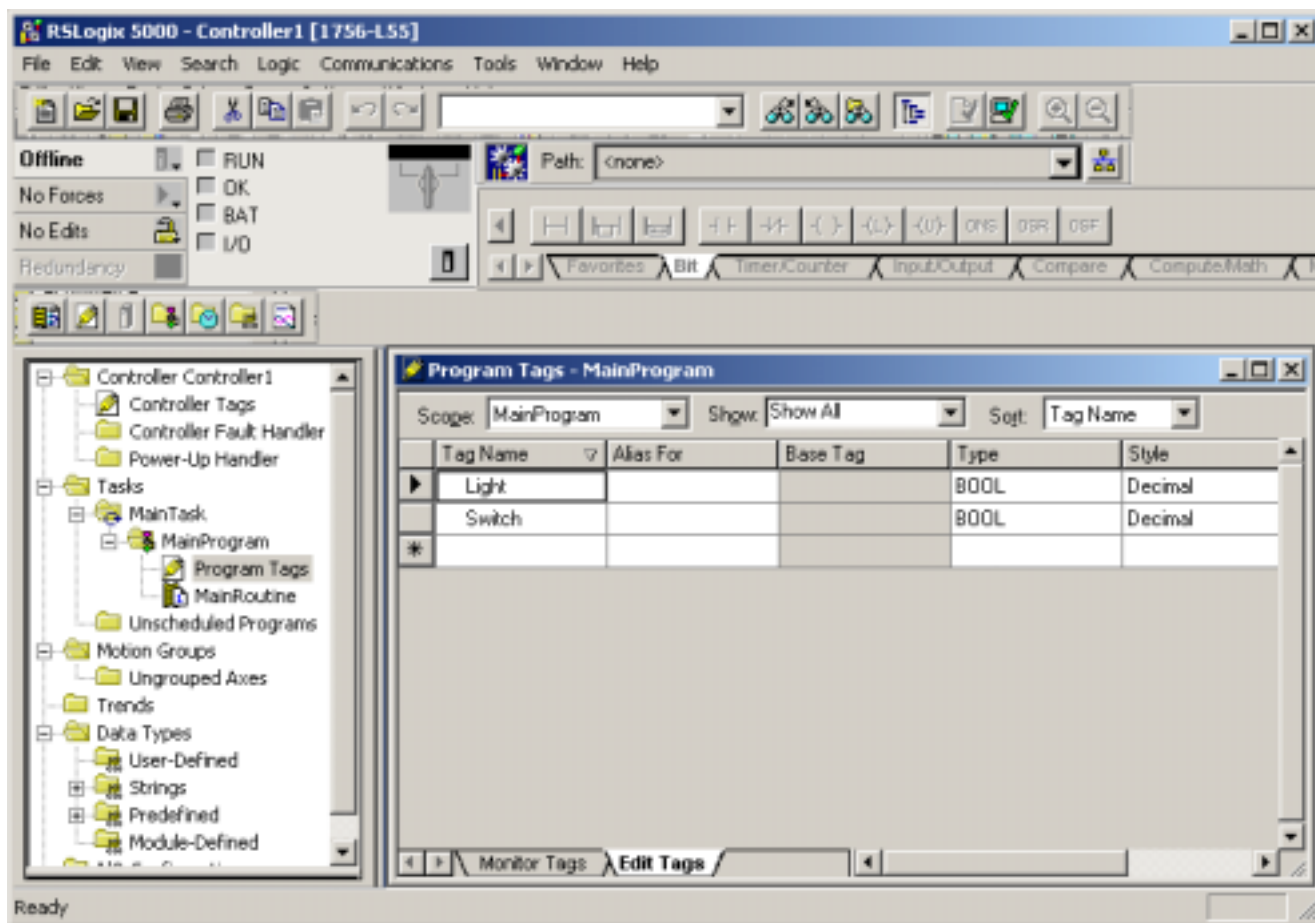 RSLogix 5000 - Controller1 [1756-L55]
File Edit View Search Logic Communications Tools Window Help
Offline
RUN
Path: <none>
No Forces
OK
No Edits
BAT
Redundancy
I/O
ONS OSR OSF
Favorites Bit Timer/Counter Input/Output Compare Compute/Math
Controller Controller1
Controller Tags
Controller Fault Handler
Power-Up Handler
Tasks
MainTask
MainProgram
Program Tags
MainRoutine
Unscheduled Programs
Motion Groups
Ungrouped Axes
Trends
Data Types
User-Defined
Strings
Predefined
Module-Defined
Program Tags - MainProgram
Scope: MainProgram Show: Show All Sort: Tag Name
Tag Name Alias For Base Tag Type Style
Light BOOL Decimal
Switch BOOL Decimal
Monitor Tags Edit Tags
Ready